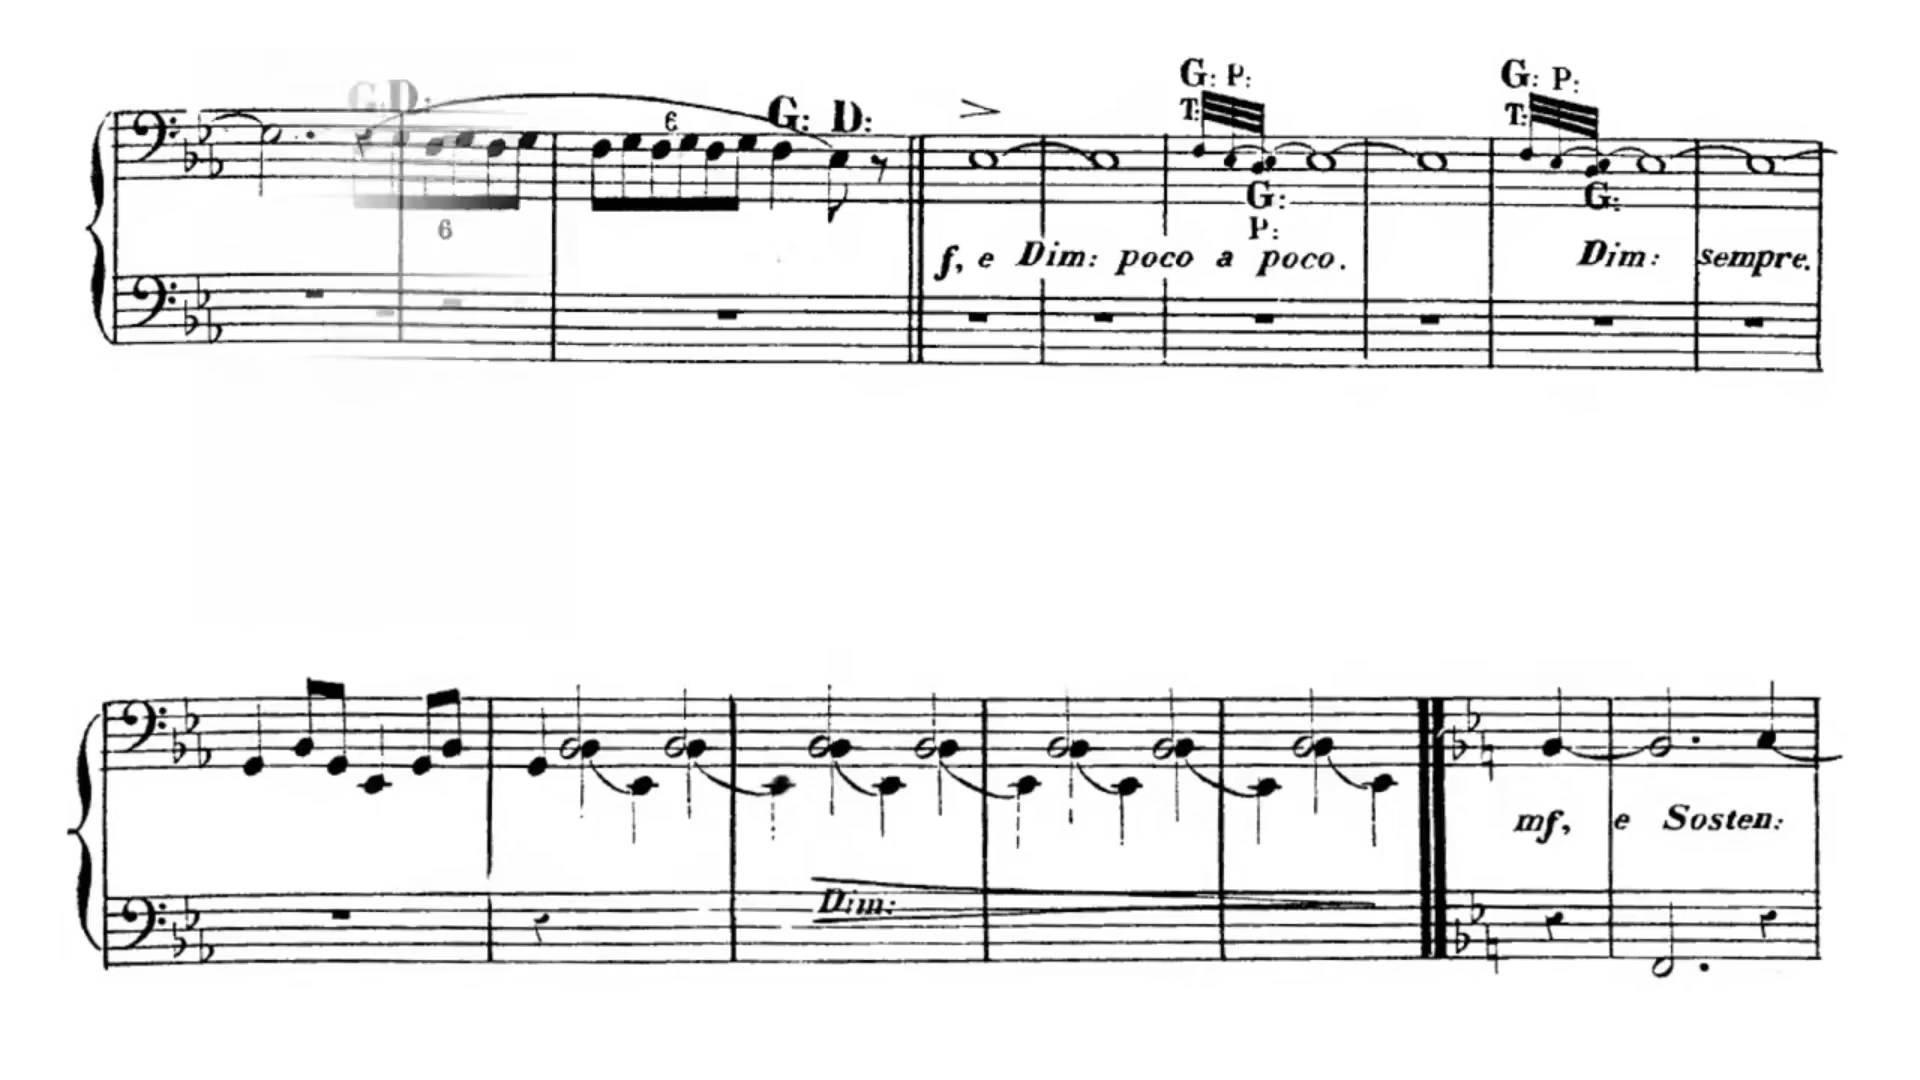 G: D:
6
6
G: D:
G: P:
T:
G:
P:
G: P:
T:
G:
f, e Dim: poco a poco.
Dim: sempre.
Dim:
mf, e Sosten: